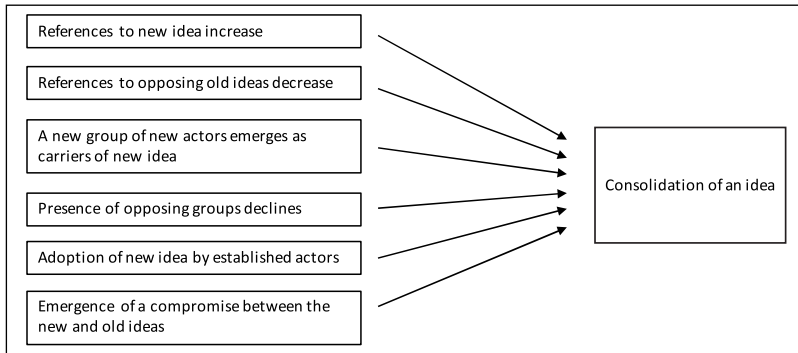 References to new idea increase
References to opposing old ideas decrease
A new group of new actors emerges as
carriers of new idea
Presence of opposing groups declines
Adoption of new idea by established actors
Emergence of a compromise between the
new and old ideas
Consolidation of an idea